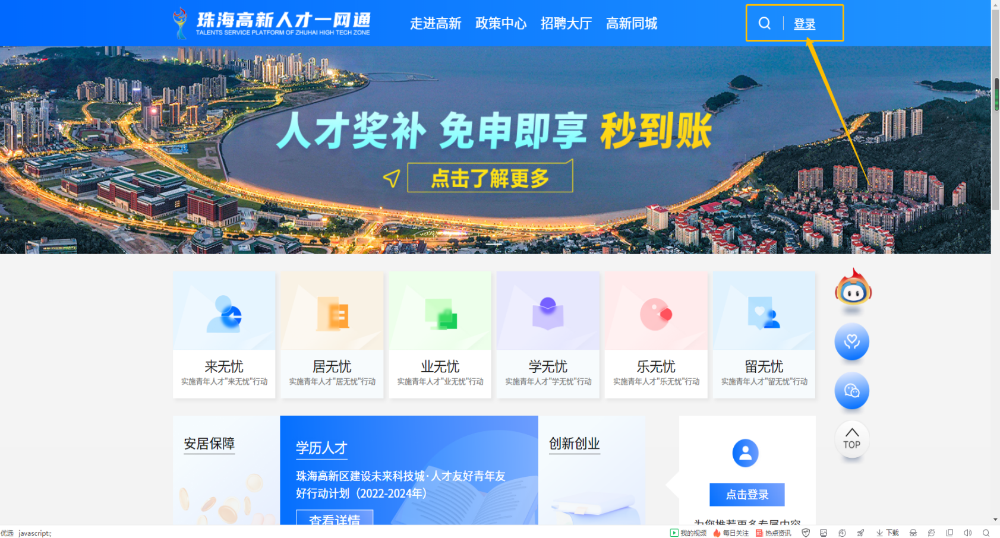 珠海高新人才一网通
TALENTS SERVICE PLATFORM OF ZHUHAI HIGH TECH ZONE
走进高新 政策中心 招聘大厅 高新同城
登录
人才奖补 免申即享 秒到账
点击了解更多
来无忧
实施青年人才"来无忧"行动
居无忧
实施青年人才"居无忧"行动
业无忧
实施青年人才"业无忧"行动
学无忧
实施青年人才"学无忧"行动
乐无忧
实施青年人才"乐无忧"行动
留无忧
实施青年人才"留无忧"行动
TOP
安居保障
学历人才
珠海高新区建设未来科技城·人才友好青年友
好行动计划（2022-2024年）
查看详情
创新创业
点击登录
为您推荐更多专属内容
优选 javascript:;
我的视频 每日关注 热点资讯 下载